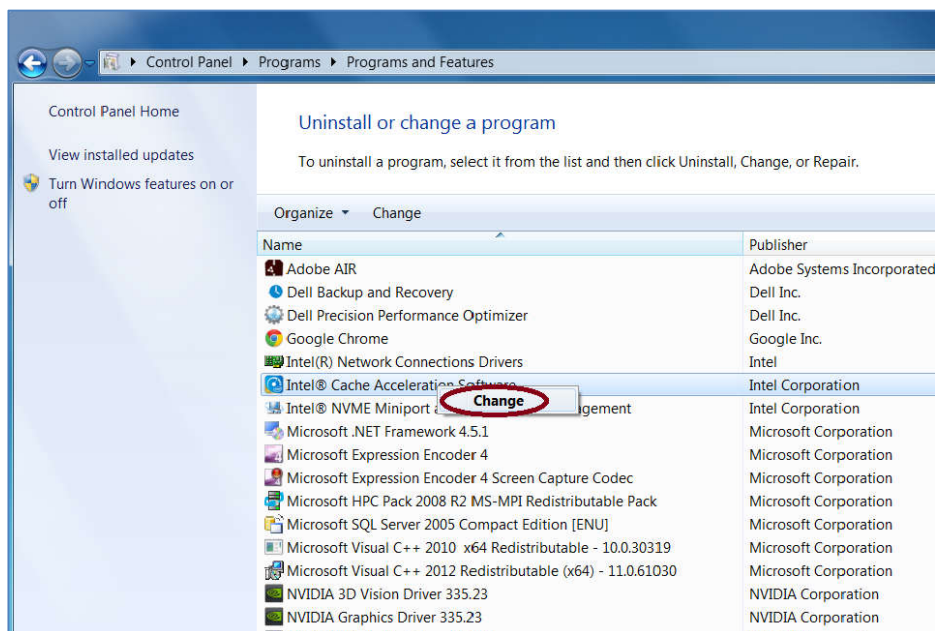 Control Panel Programs Programs and Features
Control Panel Home
View installed updates
Turn Windows features on or
off
Uninstall or change a program
To uninstall a program, select it from the list and then click Uninstall, Change, or Repair.
Organize Change
Name Publisher
Adobe AIR Adobe Systems Incorporated
Dell Backup and Recovery Dell Inc.
Dell Precision Performance Optimizer Dell Inc.
Google Chrome Google Inc.
Intel(R) Network Connections Drivers Intel
Intel® Cache Acceleration Software Intel Corporation
Change
Intel® NVME Miniport Intel Corporation
Microsoft .NET Framework 4.5.1 Microsoft Corporation
Microsoft Expression Encoder 4 Microsoft Corporation
Microsoft Expression Encoder 4 Screen Capture Codec Microsoft Corporation
Microsoft HPC Pack 2008 R2 MS-MPI Redistributable Pack Microsoft Corporation
Microsoft SQL Server 2005 Compact Edition [ENU] Microsoft Corporation
Microsoft Visual C++ 2010 x64 Redistributable - 10.0.30319 Microsoft Corporation
Microsoft Visual C++ 2012 Redistributable (x64) - 11.0.61030 Microsoft Corporation
NVIDIA 3D Vision Driver 335.23 NVIDIA Corporation
NVIDIA Graphics Driver 335.23 NVIDIA Corporation